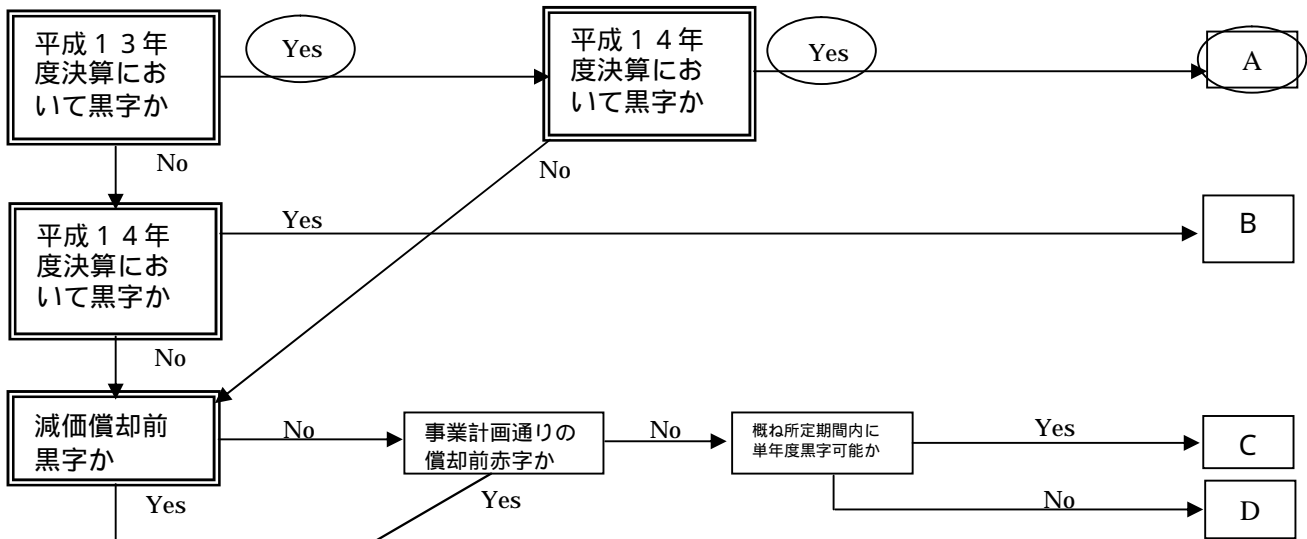 平成１３年
度決算にお
いて黒字か
Yes
平成１４年
度決算にお
いて黒字か
Yes
A
No
No
平成１４年
度決算にお
いて黒字か
Yes
B
No
減価償却前
黒字か
No
事業計画通りの
償却前赤字か
No
概ね所定期間内に
単年度黒字可能か
Yes
C
Yes
Yes
No
D